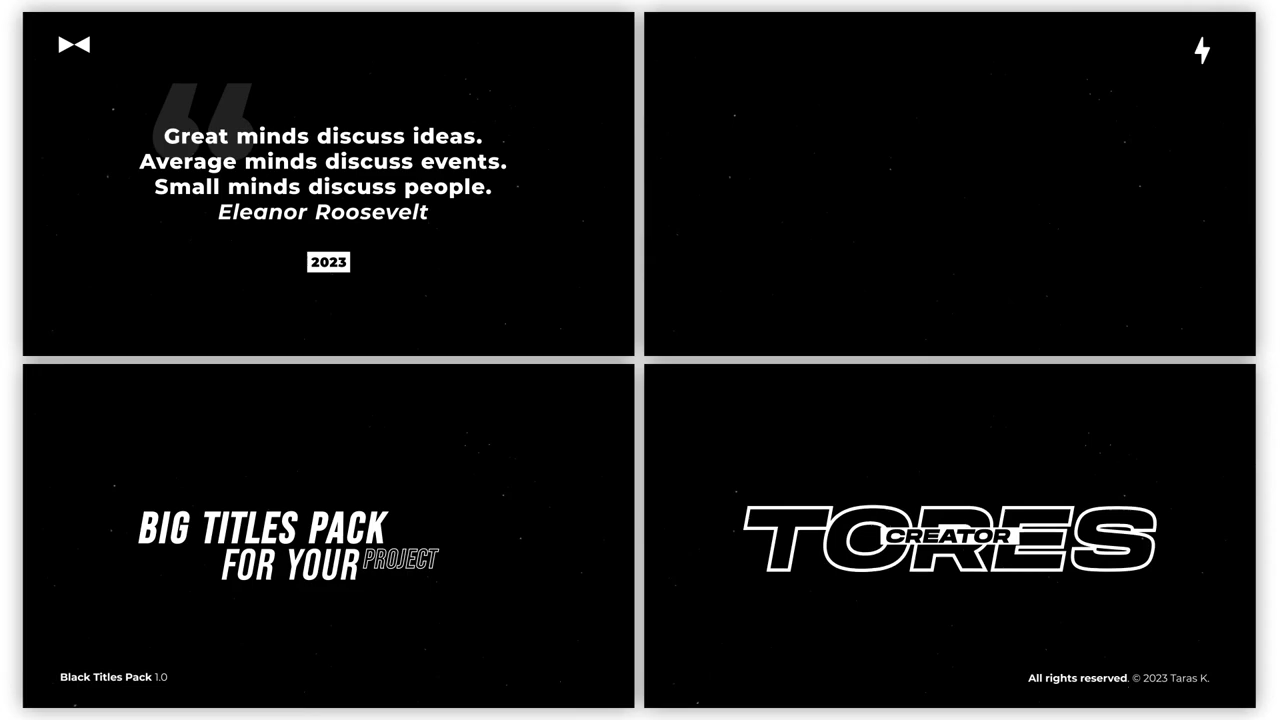 Great minds discuss ideas.
Average minds discuss events.
Small minds discuss people.
Eleanor Roosevelt
2023
BIG TITLES PACK
FOR YOUR PROJECT
Black Titles Pack 1.0
TORES
CREATOR
All rights reserved. © 2023 Taras K.